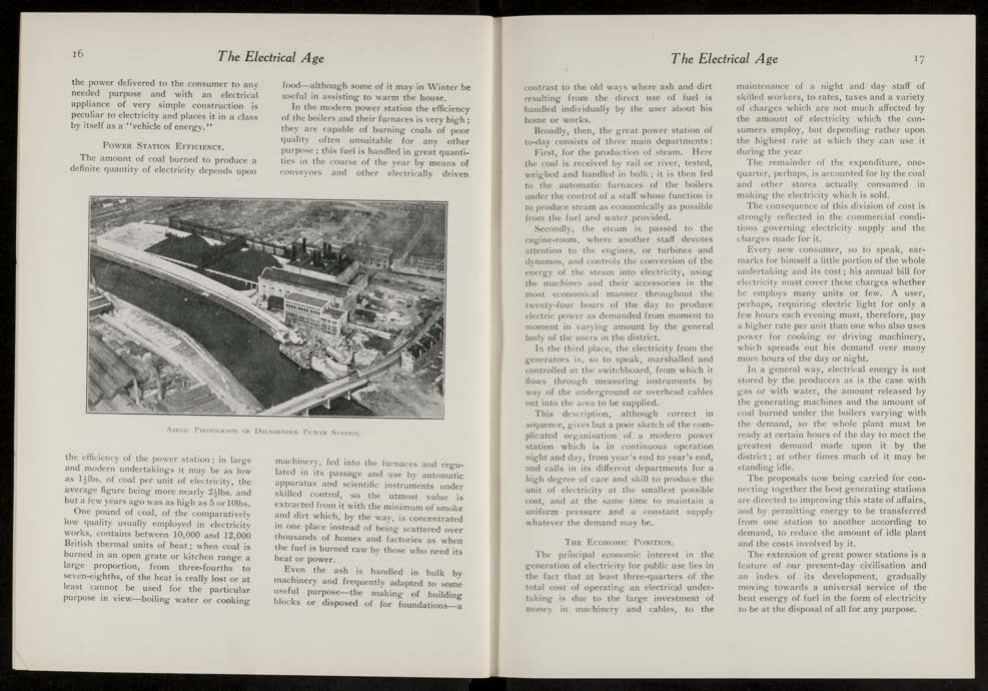 16
The Electrical Age
the power delivered to the consumer to any
needed purpose and with an electrical
appliance of very simple construction is
peculiar to electricity and places it in a class
by itself as a "vehicle of energy."
POWER STATION EFFICIENCY.
The amount of coal burned to produce a
definite quantity of electricity depends upon
food—although some of it may in Winter be
useful in assisting to warm the house.
In the modern power station the efficiency
of the boilers and their furnaces is very high;
they are capable of burning coals of poor
quality often unsuitable for any other
purpose; this fuel is handled in great quanti-
ties in the course of the year by means of
conveyors and other electrically driven
AERIAL PHOTOGRAPH OF DALMARNOCK POWER STATION.
the efficiency of the power station; in large
and modern undertakings it may be as low
as 1½lbs. of coal per unit of electricity, the
average figure being more nearly 2½lbs. and
but a few years ago was as high as 5 or 10lbs.
One pound of coal, of the comparatively
low quality usually employed in electricity
works, contains between 10,000 and 12,000
British thermal units of heat; when coal is
burned in an open grate or kitchen range a
large proportion, from three-fourths to
seven-eighths, of the heat is really lost or at
least cannot be used for the particular
purpose in view—boiling water or cooking
machinery, fed into the furnaces and regu-
lated in its passage and use by automatic
apparatus and scientific instruments under
skilled control, so the utmost value is
extracted from it with the minimum of smoke
and dirt which, by the way, is concentrated
in one place instead of being scattered over
thousands of homes and factories as when
the fuel is burned raw by those who need its
heat or power.
Even the ash is handled in bulk by
machinery and frequently adapted to some
useful purpose—the making of building
blocks or disposed of for foundations—a
The Electrical Age
17
contrast to the old ways where ash and dirt
resulting from the direct use of fuel is
handled individually by the user about his
home or works.
Broadly, then, the great power station of
to-day consists of three main departments:
First, for the production of steam. Here
the coal is received by rail or river, tested,
weighed and handled in bulk; it is then fed
to the automatic furnaces of the boilers
under the control of a staff whose function is
to produce steam as economically as possible
from the fuel and water provided.
Secondly, the steam is passed to the
engine-room, where another staff devotes
attention to the engines, or turbines and
dynamos, and controls the conversion of the
energy of the steam into electricity, using
the machines and their accessories in the
most economical manner throughout the
twenty-four hours of the day to produce
electric power as demanded from moment to
moment in varying amount by the general
body of the users in the district.
In the third place, the electricity from the
generators is, so to speak, marshalled and
controlled at the switchboard, from which it
flows through measuring instruments by
way of the underground or overhead cables
out into the area to be supplied.
This description, although correct in
sequence, gives but a poor sketch of the com-
plicated organisation of a modern power
station which is in continuous operation
night and day, from year's end to year's end,
and calls in its different departments for a
high degree of care and skill to produce the
unit of electricity at the smallest possible
cost, and at the same time to maintain a
uniform pressure and a constant supply
whatever the demand may be.
THE ECONOMIC POSITION.
The principal economic interest in the
generation of electricity for public use lies in
the fact that at least three-quarters of the
total cost of operating an electrical under-
taking is due to the large investment of
money in machinery and cables, to the
maintenance of a night and day staff of
skilled workers, to rates, taxes and a variety
of charges which are not much affected by
the amount of electricity which the con-
sumers employ, but depending rather upon
the highest rate at which they can use it
during the year
The remainder of the expenditure, one-
quarter, perhaps, is accounted for by the coal
and other stores actually consumed in
making the electricity which is sold.
The consequence of this division of cost is
strongly reflected in the commercial condi-
tions governing electricity supply and the
charges made for it.
Every new consumer, so to speak, ear-
marks for himself a little portion of the whole
undertaking and its cost; his annual bill for
electricity must cover these charges whether
he employs many units or few. A user,
perhaps, requiring electric light for only a
few hours each evening must, therefore, pay
a higher rate per unit than one who also uses
power for cooking or driving machinery,
which spreads out his demand over many
more hours of the day or night.
In a general way, electrical energy is not
stored by the producers as is the case with
gas or with water, the amount released by
the generating machines and the amount of
coal burned under the boilers varying with
the demand, so the whole plant must be
ready at certain hours of the day to meet the
greatest demand made upon it by the
district; at other times much of it may be
standing idle.
The proposals now being carried for con-
necting together the best generating stations
are directed to improving this state of affairs,
and by permitting energy to be transferred
from one station to another according to
demand, to reduce the amount of idle plant
and the costs involved by it.
The extension of great power stations is a
feature of our present-day civilisation and
an index of its development, gradually
moving towards a universal service of the
heat energy of fuel in the form of electricity
to be at the disposal of all for any purpose.